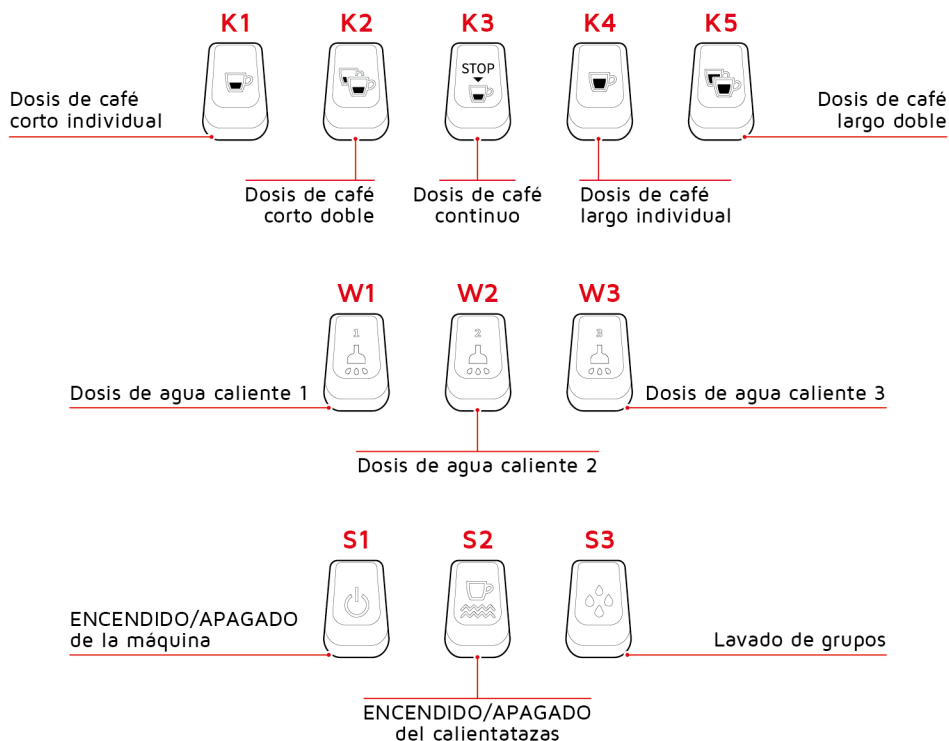 K1
K2
K3
K4
K5
STOP
Dosis de café
corto individual
Dosis de café
largo doble
Dosis de café
corto doble
Dosis de café
continuo
Dosis de café
largo individual
W1
W2
W3
1
2
3
Dosis de agua caliente 1
Dosis de agua caliente 3
Dosis de agua caliente 2
S1
S2
S3
ENCENDIDO/APAGADO
de la máquina
Lavado de grupos
ENCENDIDO/APAGADO
del calientatazas